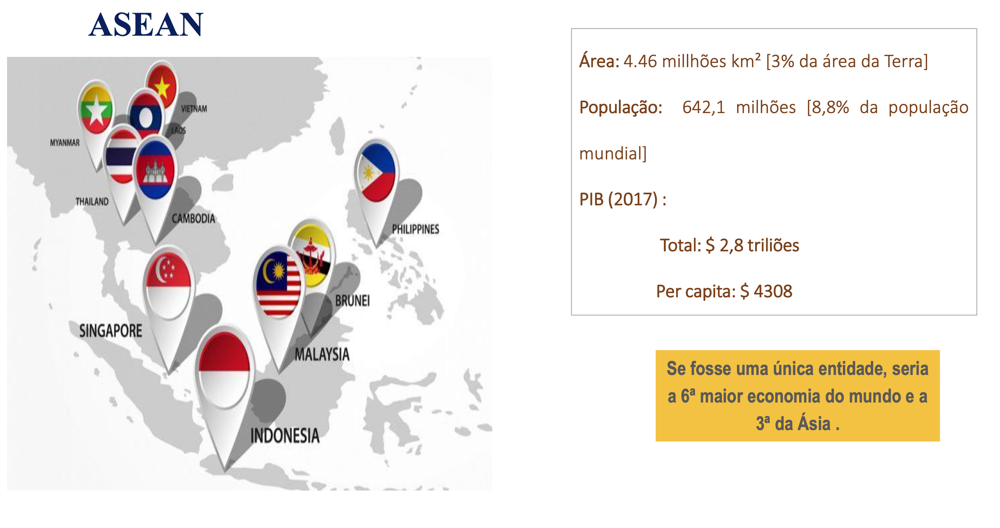 ASEAN
VIETNAM
LAOS
MYANMAR
THAILAND
CAMBODIA
PHILIPPINES
BRUNEI
SINGAPORE
MALAYSIA
INDONESIA
Área: 4.46 millhões km² [3% da área da Terra]
População: 642,1 milhões [8,8% da população
mundial]
PIB (2017) :
Total: $ 2,8 triliões
Per capita: $ 4308
Se fosse uma única entidade, seria
a 6ª maior economia do mundo e a
3ª da Ásia .